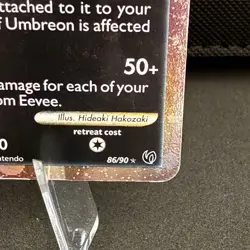 ttached to it to your
f Umbreon is affected
50+
amage for each of your
om Eevee.
Illus. Hideaki Hakozaki
retreat cost
0
ntendo
86/90